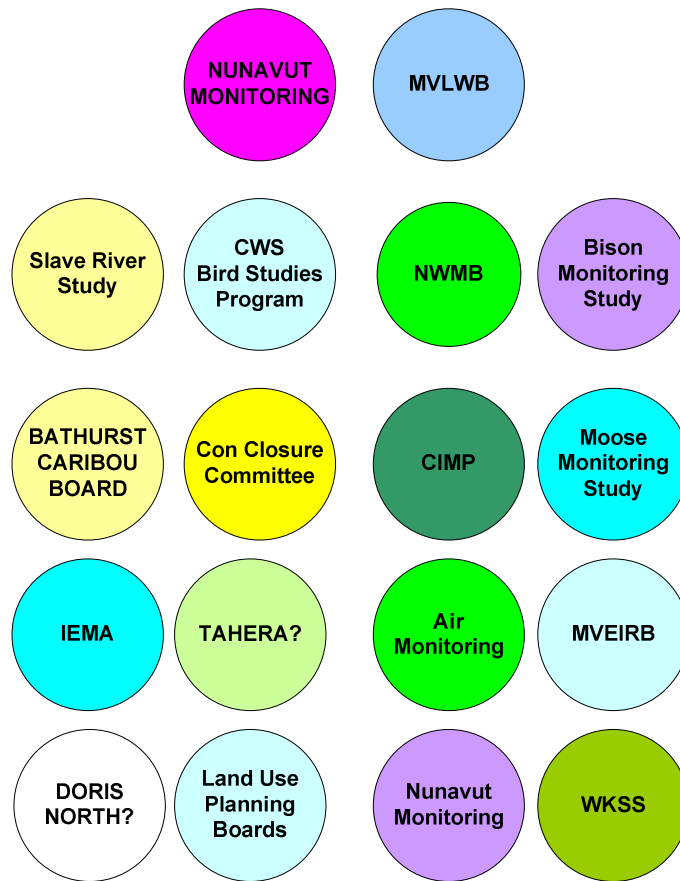 NUNAVUT
MONITORING
MVLWB
Slave River
Study
CWS
Bird Studies
Program
NWMB
Bison
Monitoring
Study
BATHURST
CARIBOU
BOARD
Con Closure
Committee
CIMP
Moose
Monitoring
Study
IEMA
TAHERA?
Air
Monitoring
MVEIRB
DORIS
NORTH?
Land Use
Planning
Boards
Nunavut
Monitoring
WKSS